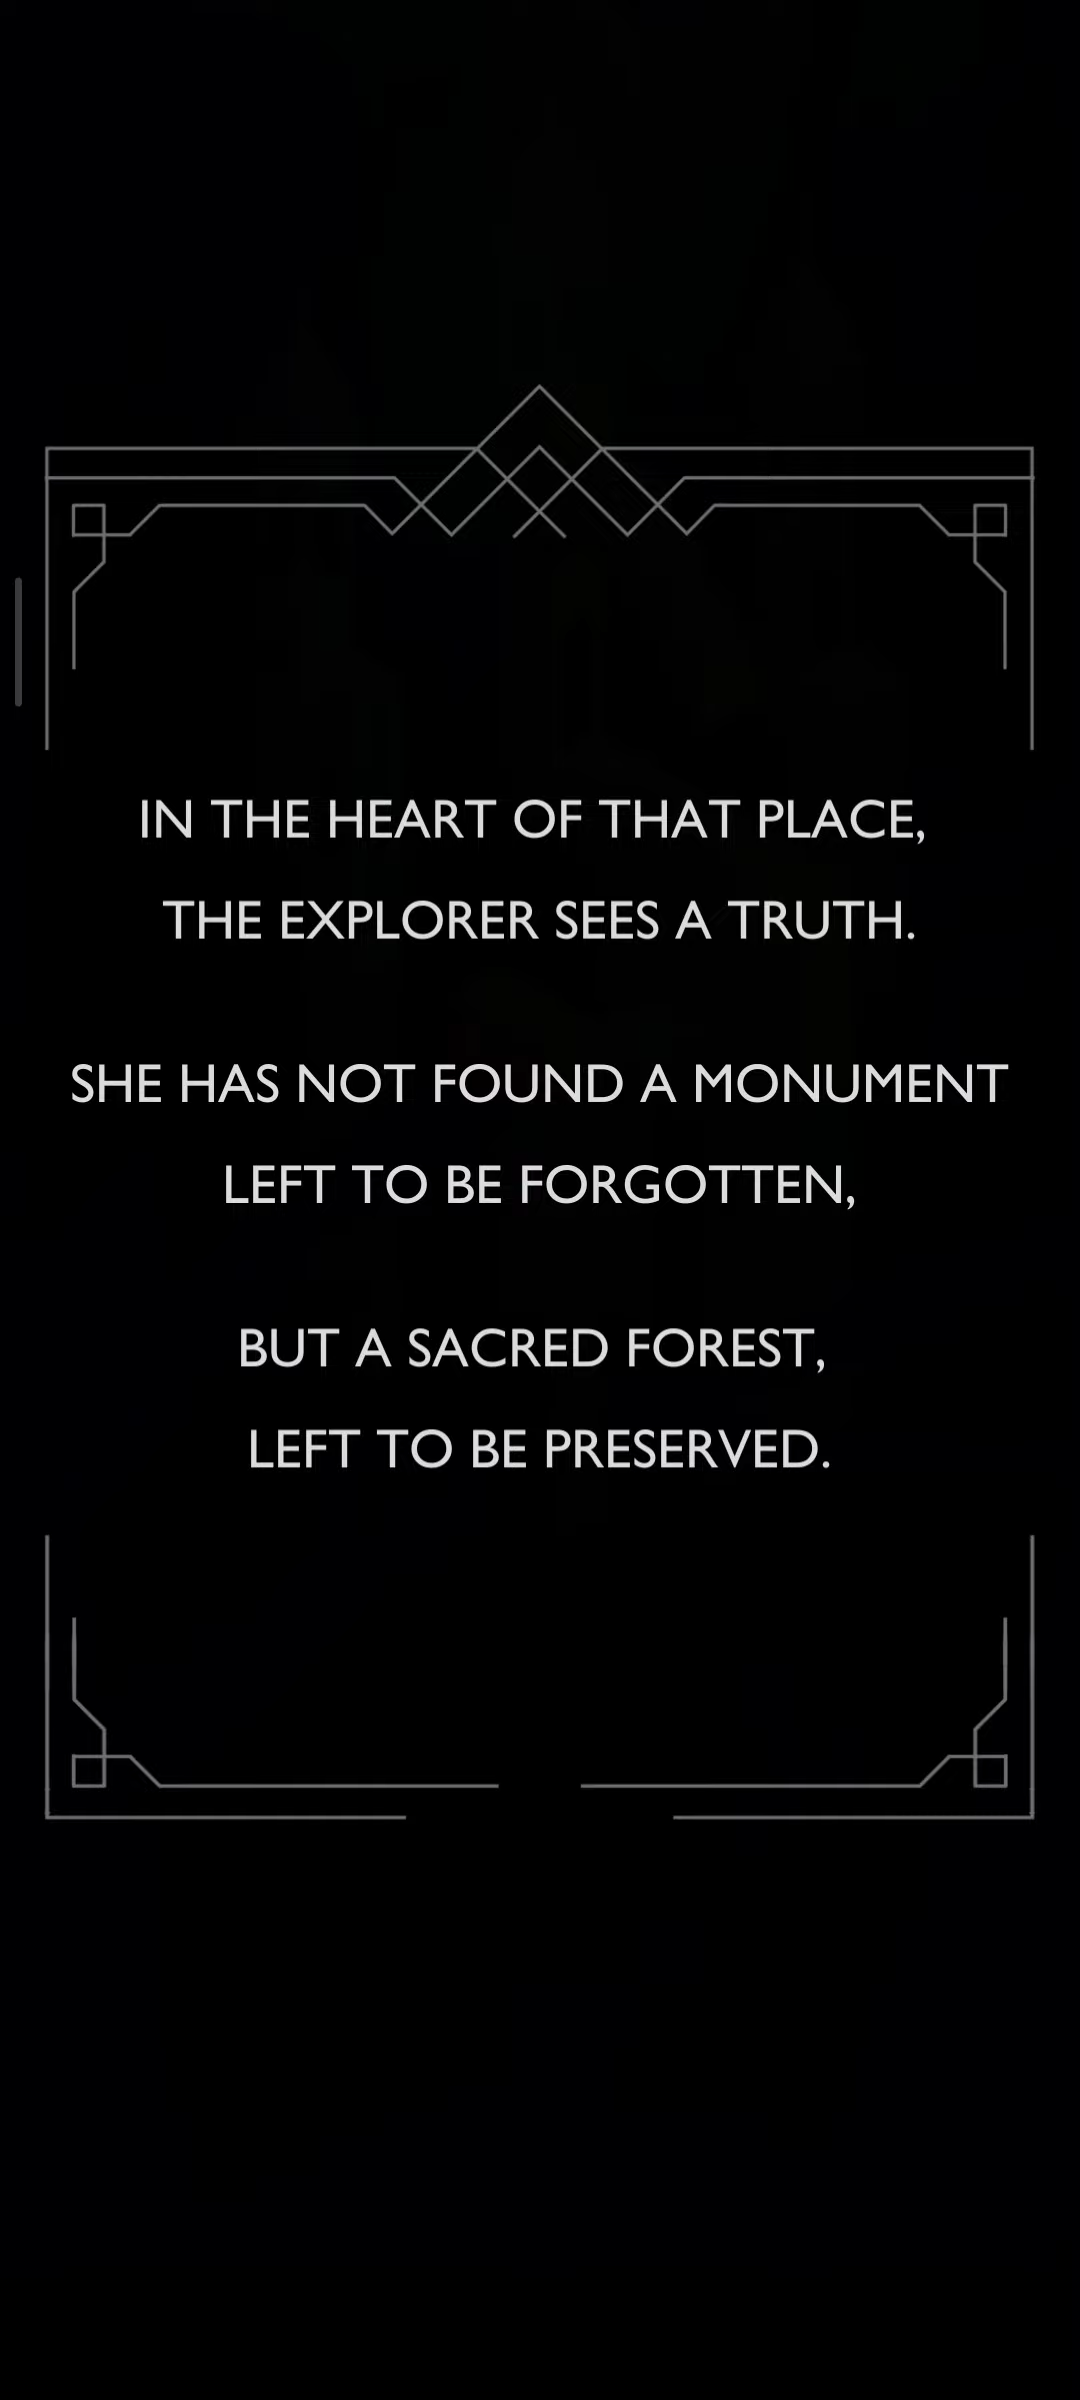 IN THE HEART OF THAT PLACE,
THE EXPLORER SEES A TRUTH.
SHE HAS NOT FOUND A MONUMENT
LEFT TO BE FORGOTTEN,
BUT A SACRED FOREST,
LEFT TO BE PRESERVED.